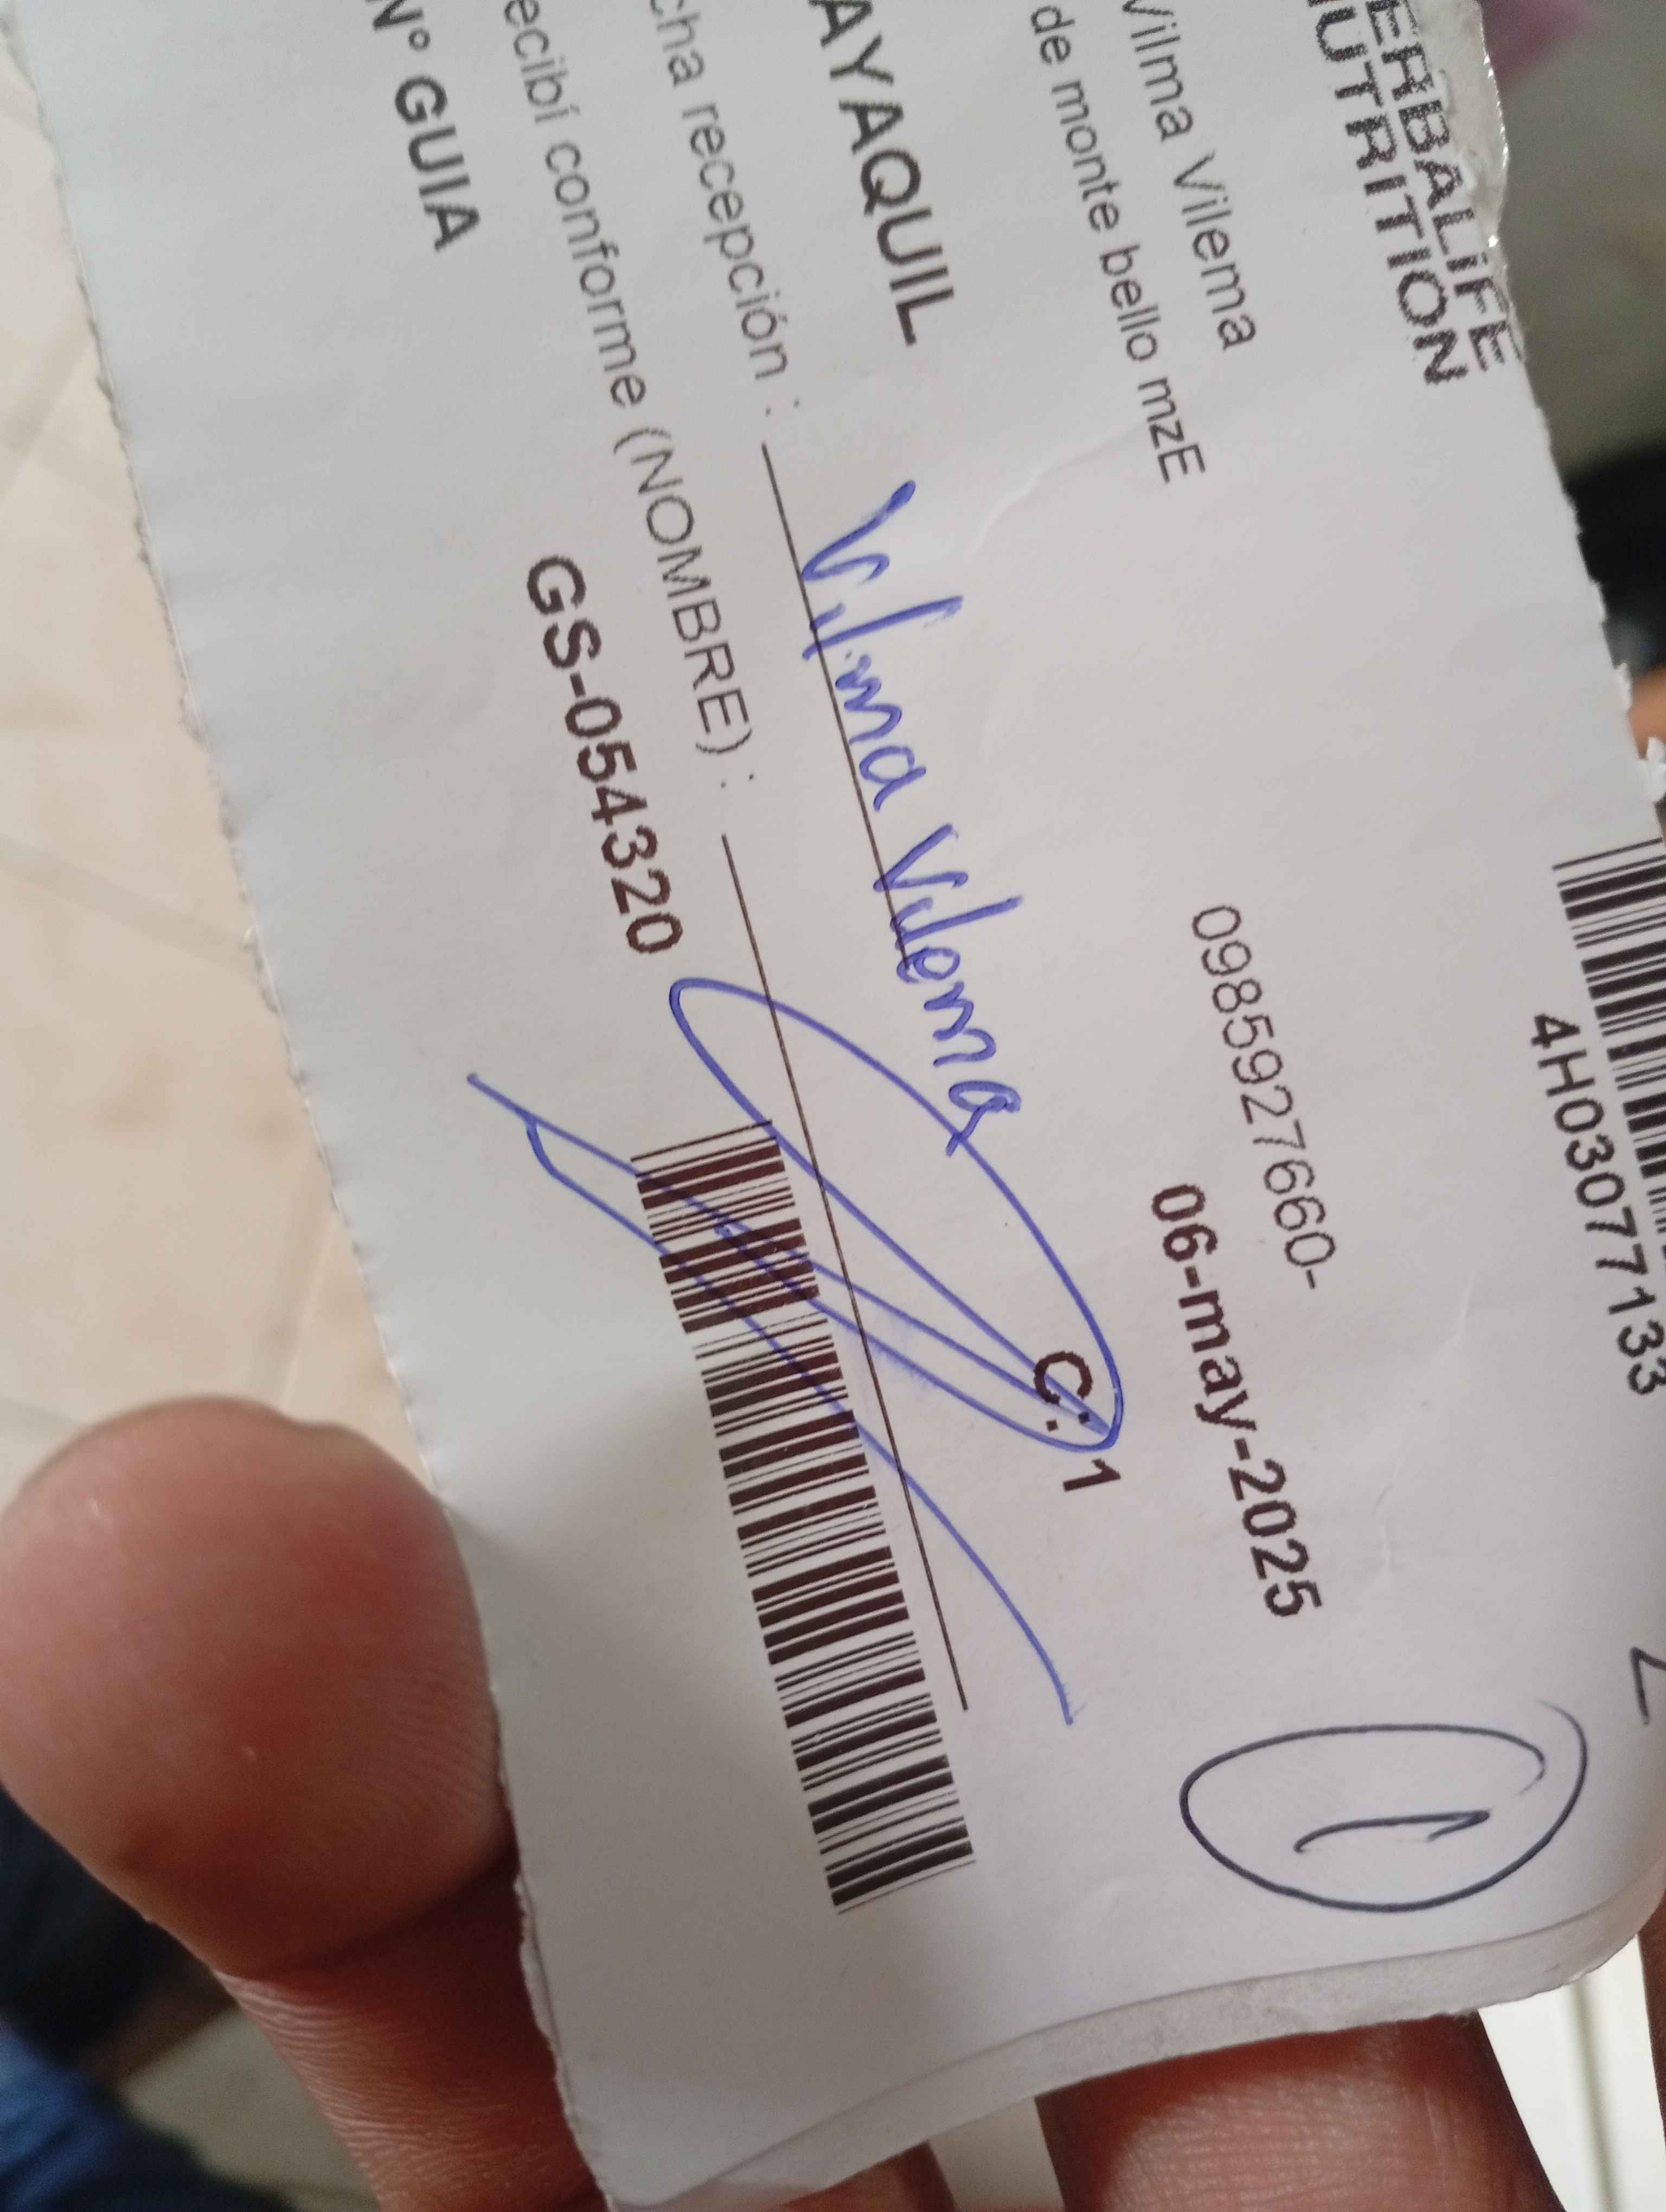 ERBALIFE
UTRITION
4H03077133
Vilma Vilema
0985927660-
de monte bello mzE
06-may-2025
AYAQUIL
C.: 1
cha recepción :
Vilma Vilema
ecibí conforme (NOMBRE) :
N° GUIA
GS-054320
1